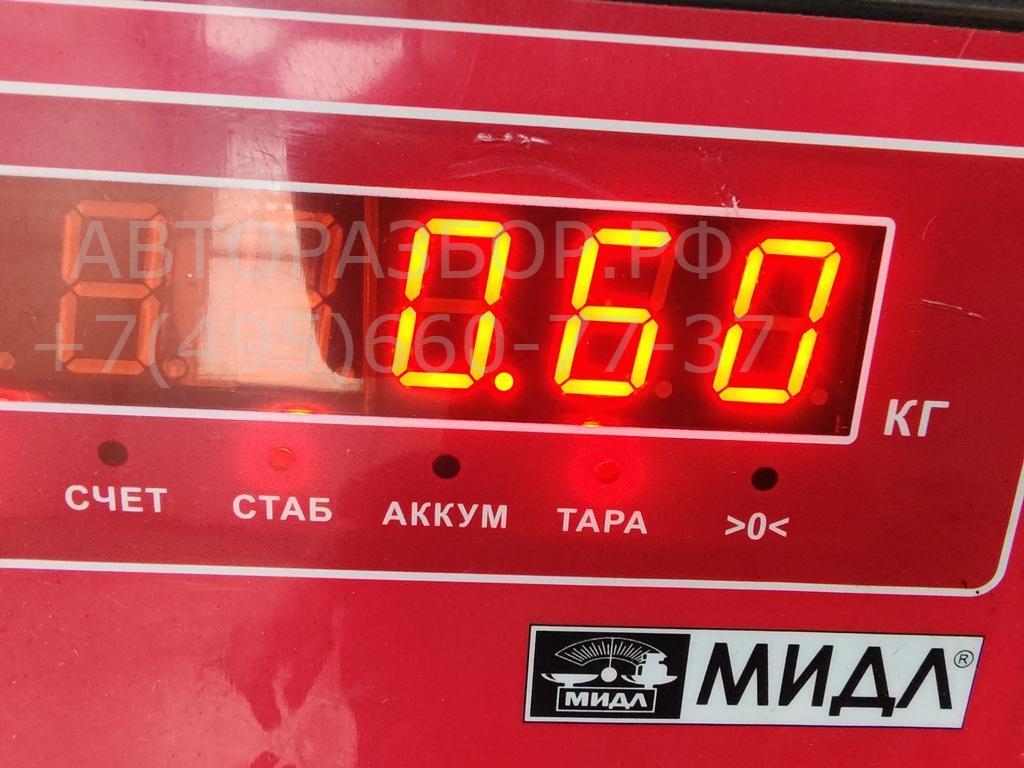 АВТОРАЗБОР.РФ
+7(495)660-77-37
0.60
КГ
СЧЕТ СТАБ АККУМ ТАРА >0<
МИДЛ МИДЛ®